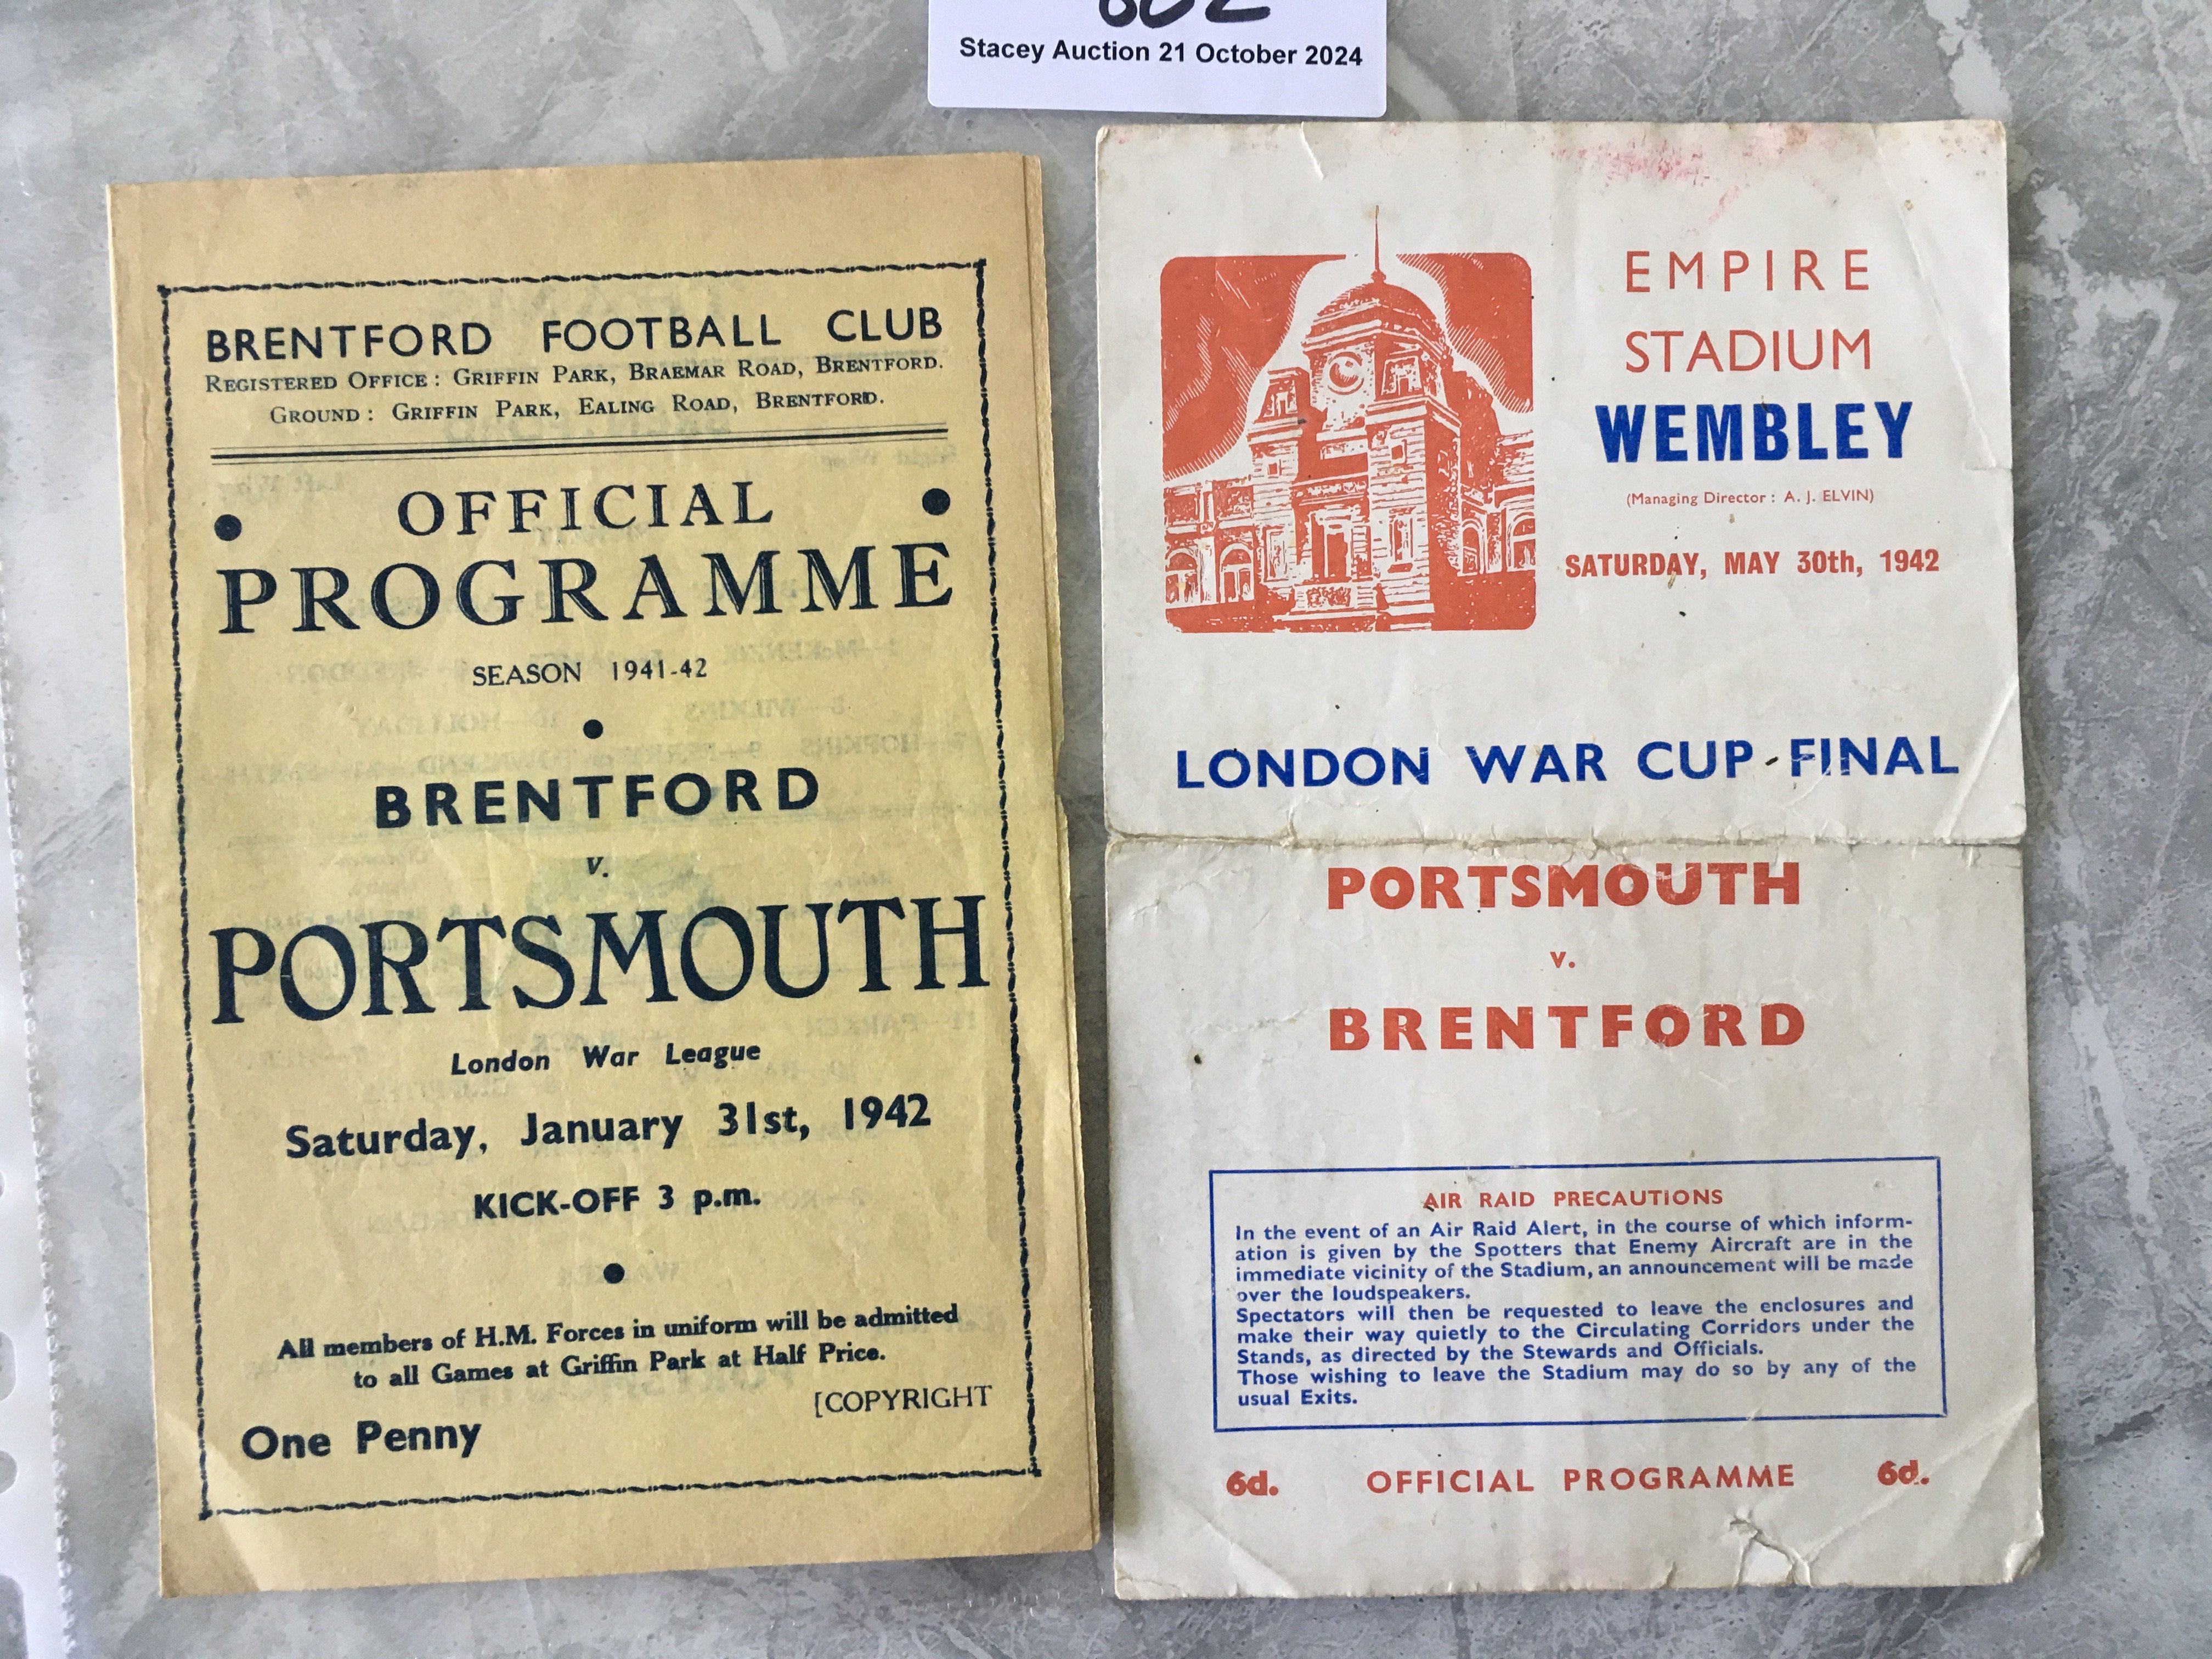 Stacey Auction 21 October 2024
BRENTFORD FOOTBALL CLUB
REGISTERED OFFICE: GRIFFIN PARK, BRAEMAR ROAD, BRENTFORD.
GROUND: GRIFFIN PARK, EALING ROAD, BRENTFORD.
OFFICIAL
PROGRAMME
SEASON 1941-42
BRENTFORD
v.
PORTSMOUTH
London War League
Saturday, January 31st, 1942
KICK-OFF 3 p.m.
All members of H.M. Forces in uniform will be admitted
to all Games at Griffin Park at Half Price.
[COPYRIGHT
One Penny
EMPIRE
STADIUM
WEMBLEY
(Managing Director: A. J. ELVIN)
SATURDAY, MAY 30th, 1942
LONDON WAR CUP FINAL
PORTSMOUTH
v.
BRENTFORD
AIR RAID PRECAUTIONS
In the event of an Air Raid Alert, in the course of which inform-
ation is given by the Spotters that Enemy Aircraft are in the
immediate vicinity of the Stadium, an announcement will be made
over the loudspeakers.
Spectators will then be requested to leave the enclosures and
make their way quietly to the Circulating Corridors under the
Stands, as directed by the Stewards and Officials.
Those wishing to leave the Stadium may do so by any of the
usual Exits.
6d. OFFICIAL PROGRAMME 6d.